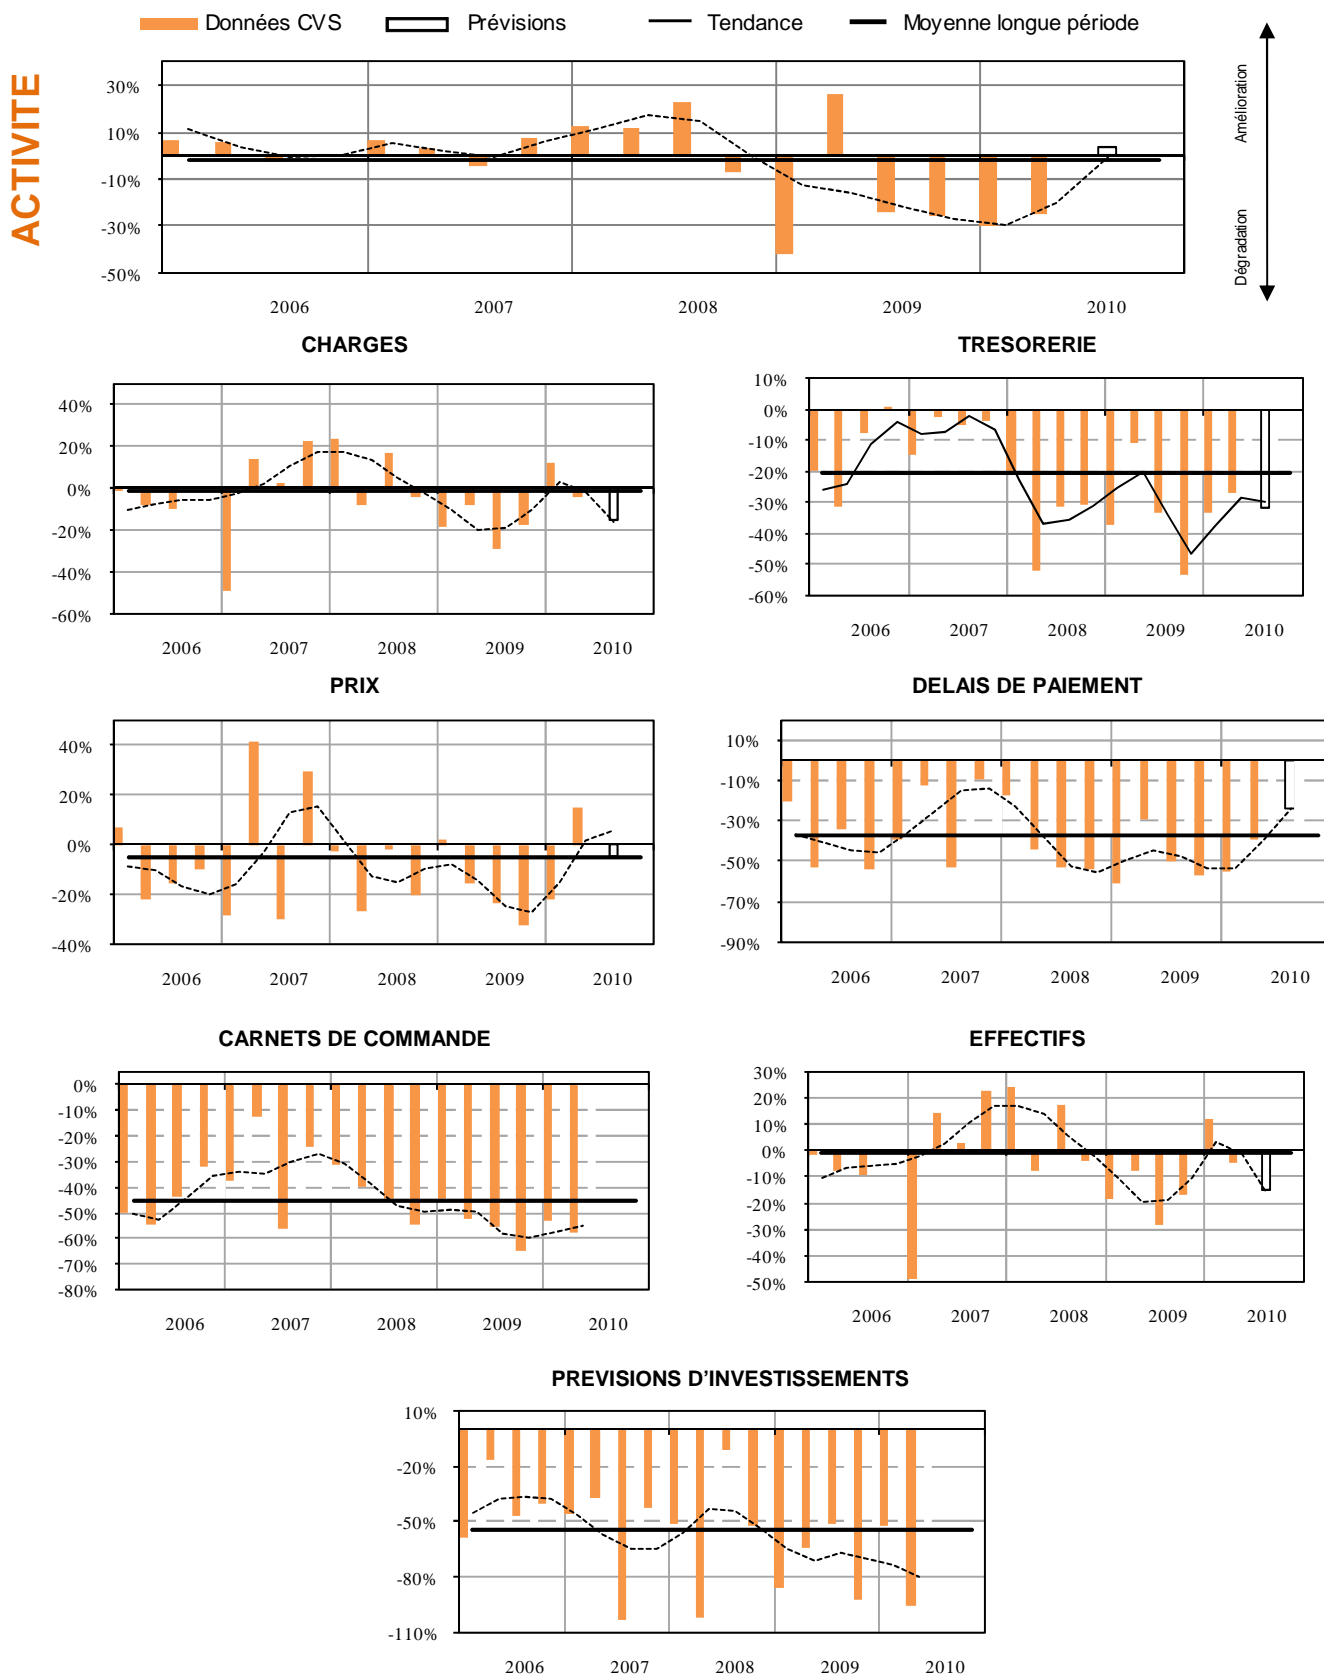 Données CVS Prévisions Tendance Moyenne longue période
ACTIVITE
30%
10%
-10%
-30%
-50%
2006 2007 2008 2009 2010
Amélioration
Dégradation
CHARGES
40%
20%
0%
-20%
-40%
-60%
2006 2007 2008 2009 2010
TRESORERIE
10%
0%
-10%
-20%
-30%
-40%
-50%
-60%
2006 2007 2008 2009 2010
PRIX
40%
20%
0%
-20%
-40%
2006 2007 2008 2009 2010
DELAIS DE PAIEMENT
10%
-10%
-30%
-50%
-70%
-90%
2006 2007 2008 2009 2010
CARNETS DE COMMANDE
0%
-10%
-20%
-30%
-40%
-50%
-60%
-70%
-80%
2006 2007 2008 2009 2010
EFFECTIFS
30%
20%
10%
0%
-10%
-20%
-30%
-40%
-50%
2006 2007 2008 2009 2010
PREVISIONS D'INVESTISSEMENTS
10%
-20%
-50%
-80%
-110%
2006 2007 2008 2009 2010